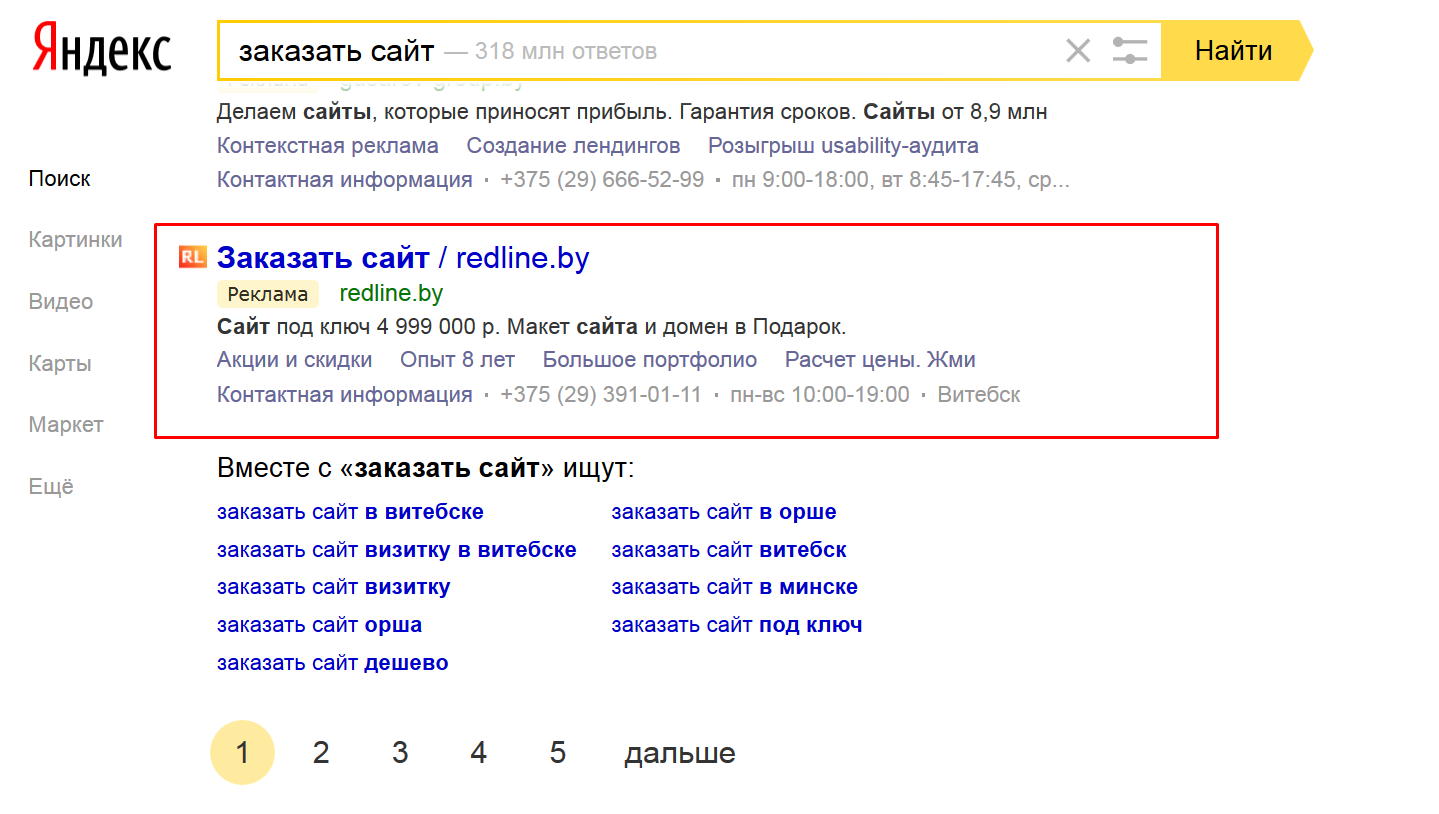 Яндекс
заказать сайт — 318 млн ответов
Найти
Делаем сайты, которые приносят прибыль. Гарантия сроков. Сайты от 8,9 млн
Контекстная реклама Создание лендингов Розыгрыш usability-аудита
Контактная информация · +375 (29) 666-52-99 · пн 9:00-18:00, вт 8:45-17:45, ср...
Поиск
Картинки
Видео
Карты
Маркет
Ещё
RL Заказать сайт / redline.by
Реклама redline.by
Сайт под ключ 4 999 000 р. Макет сайта и домен в Подарок.
Акции и скидки Опыт 8 лет Большое портфолио Расчет цены. Жми
Контактная информация · +375 (29) 391-01-11 · пн-вс 10:00-19:00 · Витебск
Вместе с «заказать сайт» ищут:
заказать сайт в витебске заказать сайт в орше
заказать сайт визитку в витебске заказать сайт витебск
заказать сайт визитку заказать сайт в минске
заказать сайт орша заказать сайт под ключ
заказать сайт дешево
1 2 3 4 5 дальше